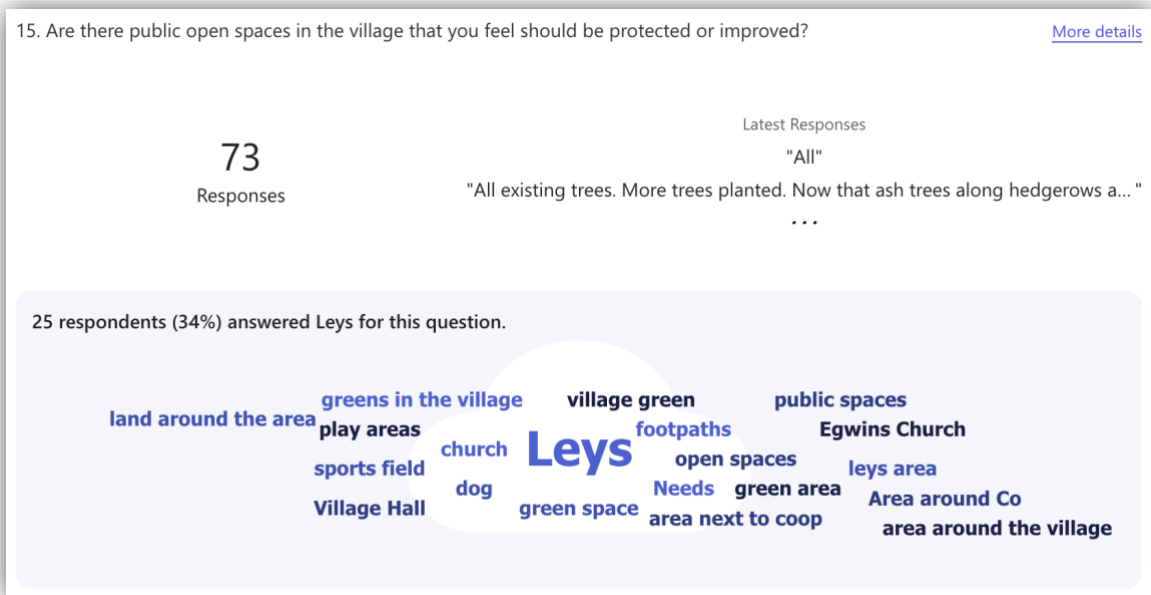 15. Are there public open spaces in the village that you feel should be protected or improved?
More details
73
Responses
Latest Responses
"All"
"All existing trees. More trees planted. Now that ash trees along hedgerows a... "
...
25 respondents (34%) answered Leys for this question.
land around the area
greens in the village
village green
public spaces
play areas
footpaths
Egwins Church
church
Leys
sports field
open spaces
leys area
dog
Needs
green area
Area around Co
Village Hall
green space
area next to coop
area around the village